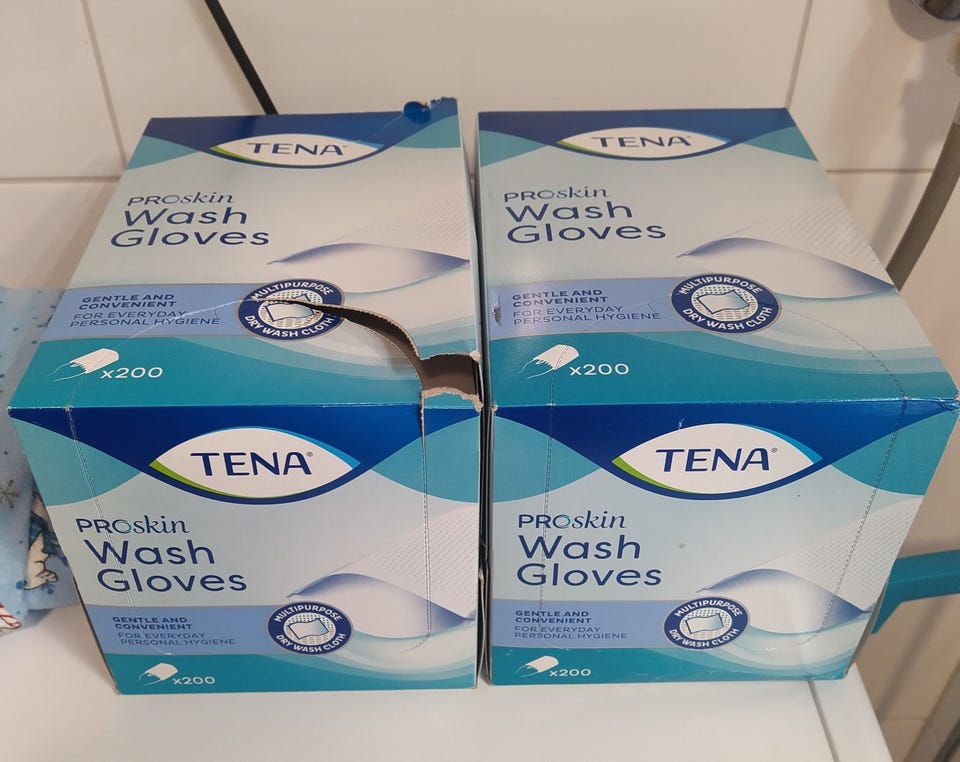 TENA®
PROskin
Wash
Gloves
GENTLE AND
CONVENIENT
FOR EVERYDAY
PERSONAL HYGIENE
MULTIPURPOSE
DRY WASH CLOTH
x200
TENA®
PROskin
Wash
Gloves
GENTLE AND
CONVENIENT
FOR EVERYDAY
PERSONAL HYGIENE
MULTIPURPOSE
DRY WASH CLOTH
x200
TENA®
PROskin
Wash
Gloves
GENTLE AND
CONVENIENT
FOR EVERYDAY
PERSONAL HYGIENE
MULTIPURPOSE
DRY WASH CLOTH
x200
TENA®
PROskin
Wash
Gloves
GENTLE AND
CONVENIENT
FOR EVERYDAY
PERSONAL HYGIENE
MULTIPURPOSE
DRY WASH CLOTH
x200